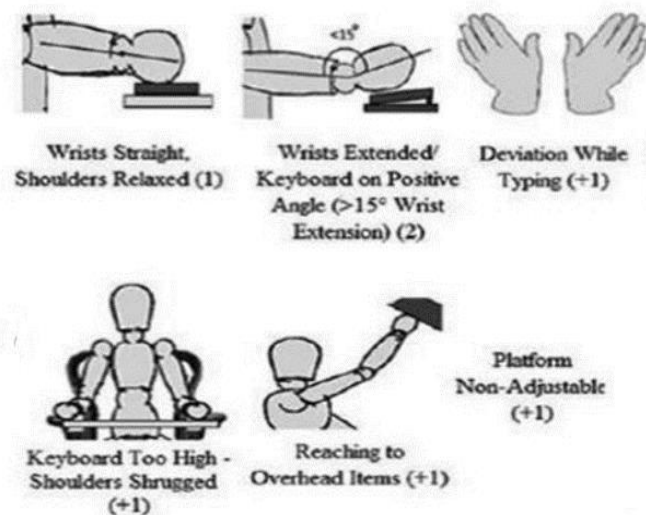 <15°
Wrists Straight,
Shoulders Relaxed (1)
Wrists Extended/
Keyboard on Positive
Angle (>15° Wrist
Extension) (2)
Deviation While
Typing (+1)
Keyboard Too High -
Shoulders Shrugged
(+1)
Reaching to
Overhead Items (+1)
Platform
Non-Adjustable
(+1)